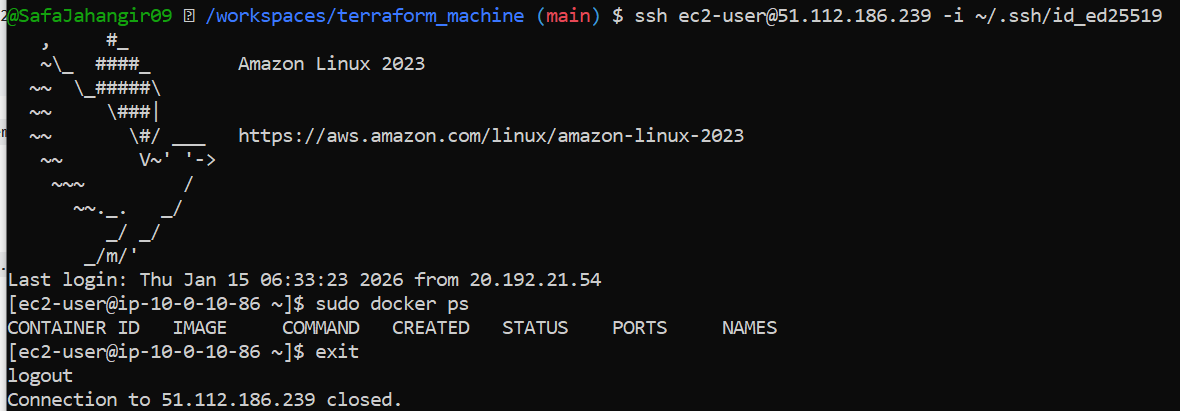 @SafaJahangir09 /workspaces/terraform_machine (main) $ ssh ec2-user@51.112.186.239 -i ~/.ssh/id_ed25519
   ,     #_
   ~\_  ####_        Amazon Linux 2023
  ~~  \_#####\
  ~~     \###|
  ~~       \#/ ___   https://aws.amazon.com/linux/amazon-linux-2023
   ~~       V~' '->
    ~~~         /
      ~~._.   _/
         _/ _/
       _/m/'
Last login: Thu Jan 15 06:33:23 2026 from 20.192.21.54
[ec2-user@ip-10-0-10-86 ~]$ sudo docker ps
CONTAINER ID   IMAGE     COMMAND   CREATED   STATUS    PORTS     NAMES
[ec2-user@ip-10-0-10-86 ~]$ exit
logout
Connection to 51.112.186.239 closed.